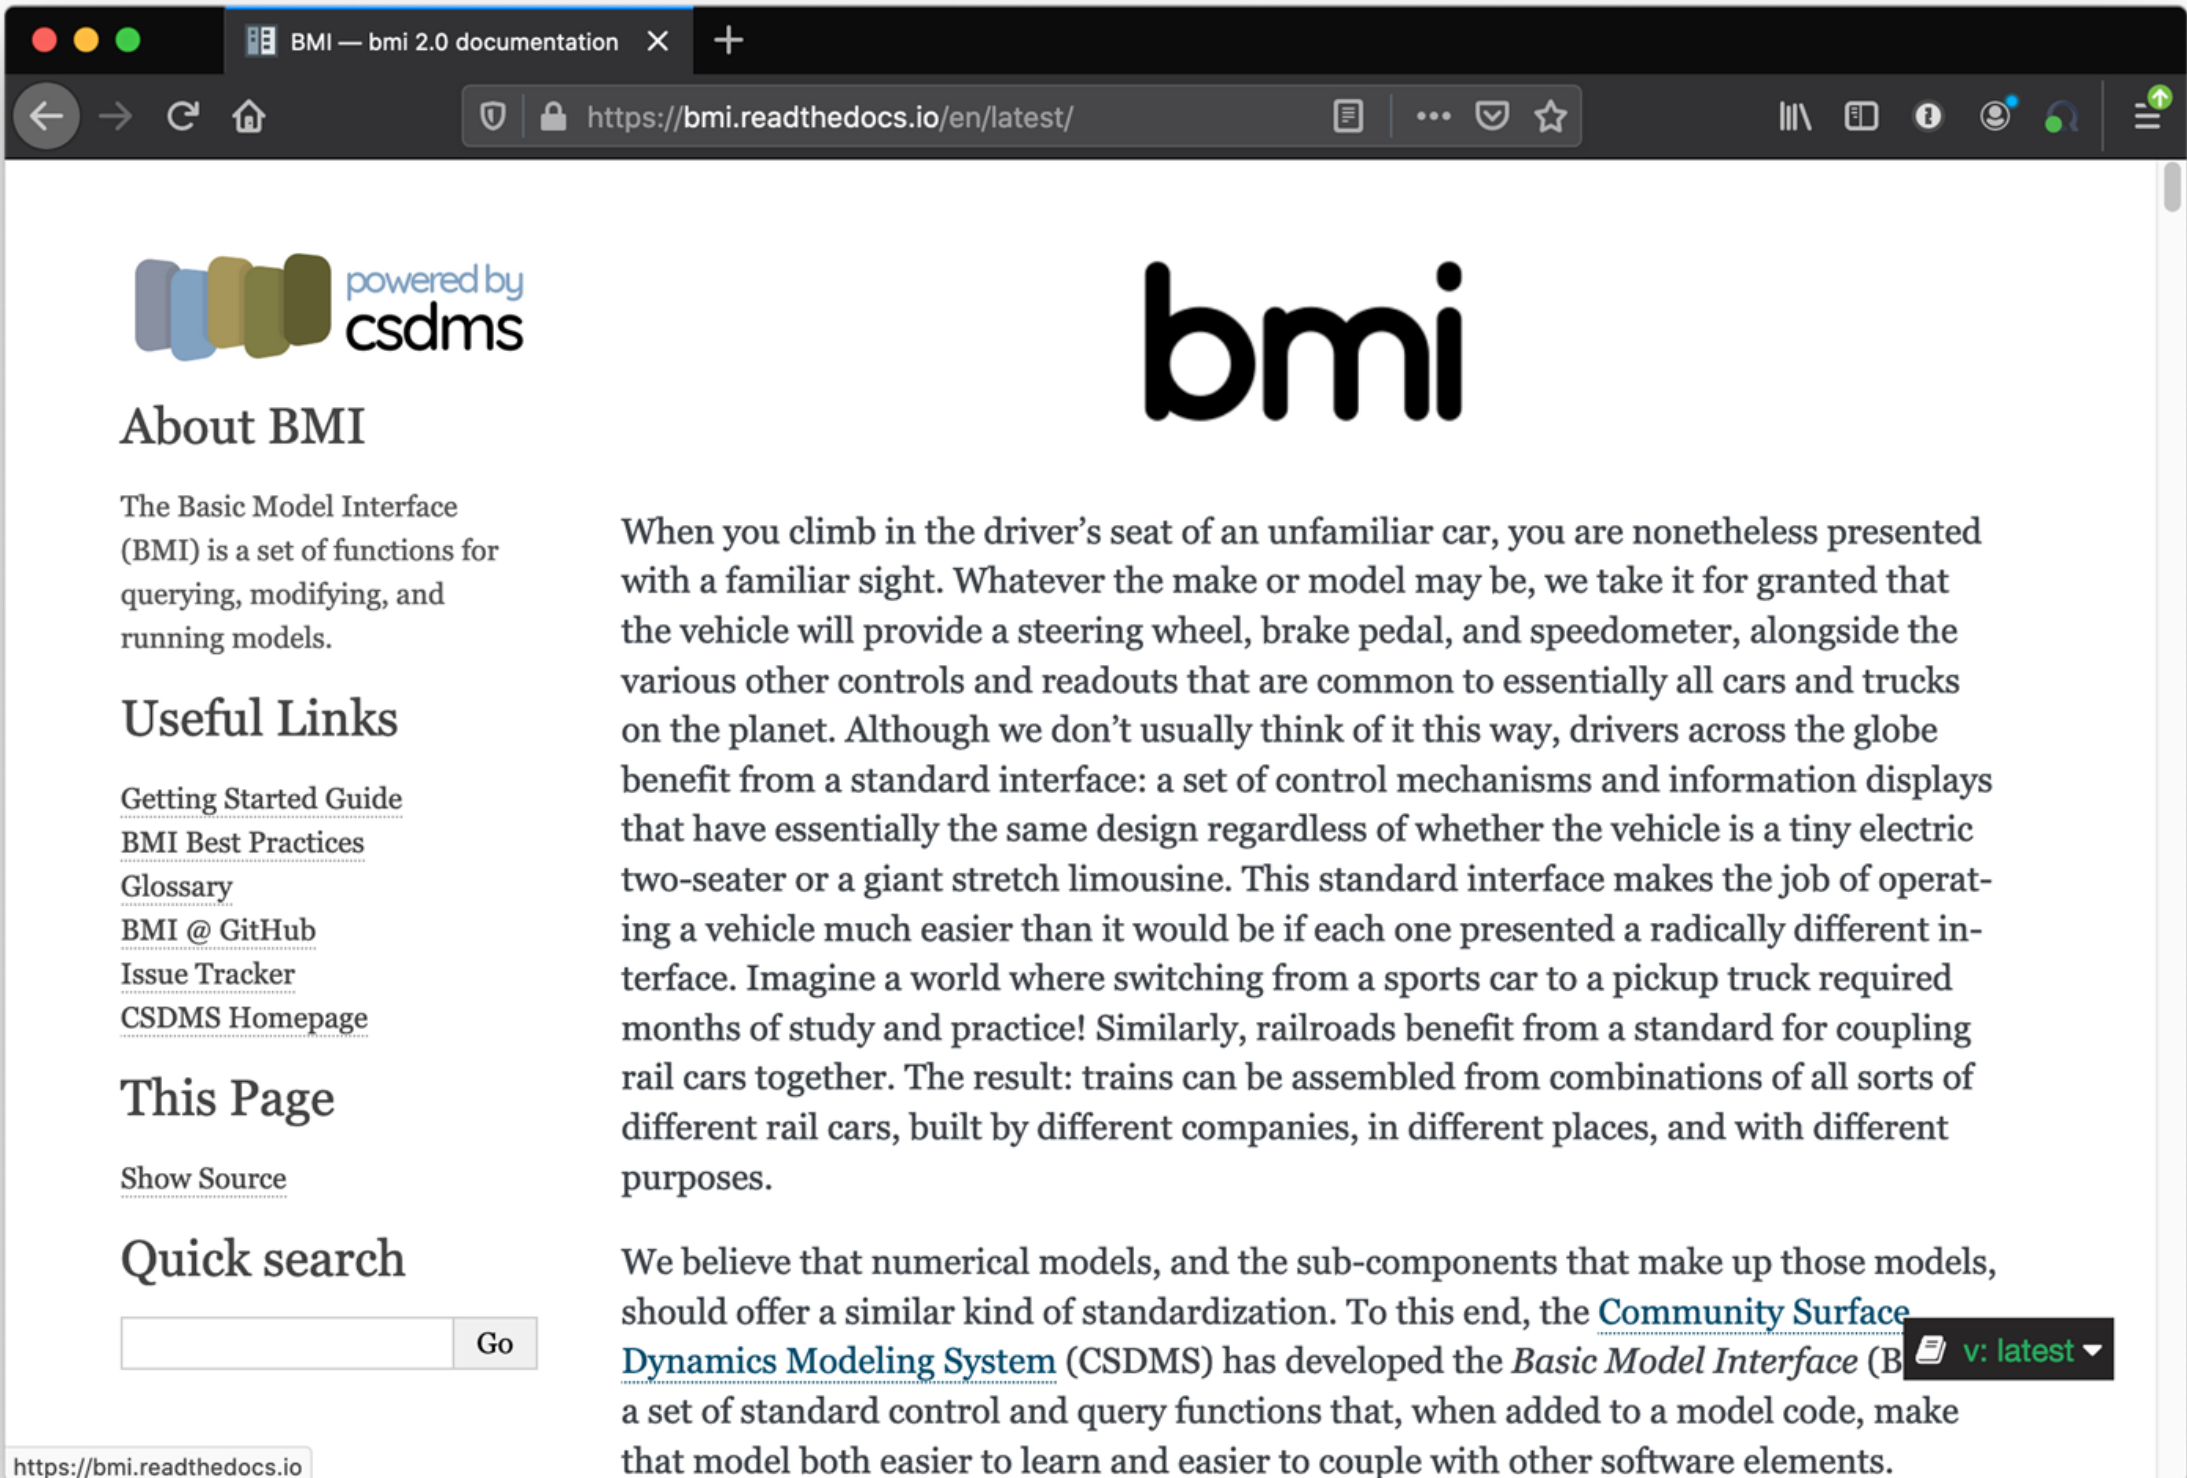 BMI — bmi 2.0 documentation
https://bmi.readthedocs.io/en/latest/
powered by
csdms
About BMI
The Basic Model Interface
(BMI) is a set of functions for
querying, modifying, and
running models.
Useful Links
Getting Started Guide
BMI Best Practices
Glossary
BMI @ GitHub
Issue Tracker
CSDMS Homepage
This Page
Show Source
Quick search
Go
bmi
When you climb in the driver’s seat of an unfamiliar car, you are nonetheless presented
with a familiar sight. Whatever the make or model may be, we take it for granted that
the vehicle will provide a steering wheel, brake pedal, and speedometer, alongside the
various other controls and readouts that are common to essentially all cars and trucks
on the planet. Although we don’t usually think of it this way, drivers across the globe
benefit from a standard interface: a set of control mechanisms and information displays
that have essentially the same design regardless of whether the vehicle is a tiny electric
two-seater or a giant stretch limousine. This standard interface makes the job of operat-
ing a vehicle much easier than it would be if each one presented a radically different in-
terface. Imagine a world where switching from a sports car to a pickup truck required
months of study and practice! Similarly, railroads benefit from a standard for coupling
rail cars together. The result: trains can be assembled from combinations of all sorts of
different rail cars, built by different companies, in different places, and with different
purposes.
We believe that numerical models, and the sub-components that make up those models,
should offer a similar kind of standardization. To this end, the Community Surface
Dynamics Modeling System (CSDMS) has developed the Basic Model Interface (B
a set of standard control and query functions that, when added to a model code, make
that model both easier to learn and easier to couple with other software elements.
v: latest
https://bmi.readthedocs.io